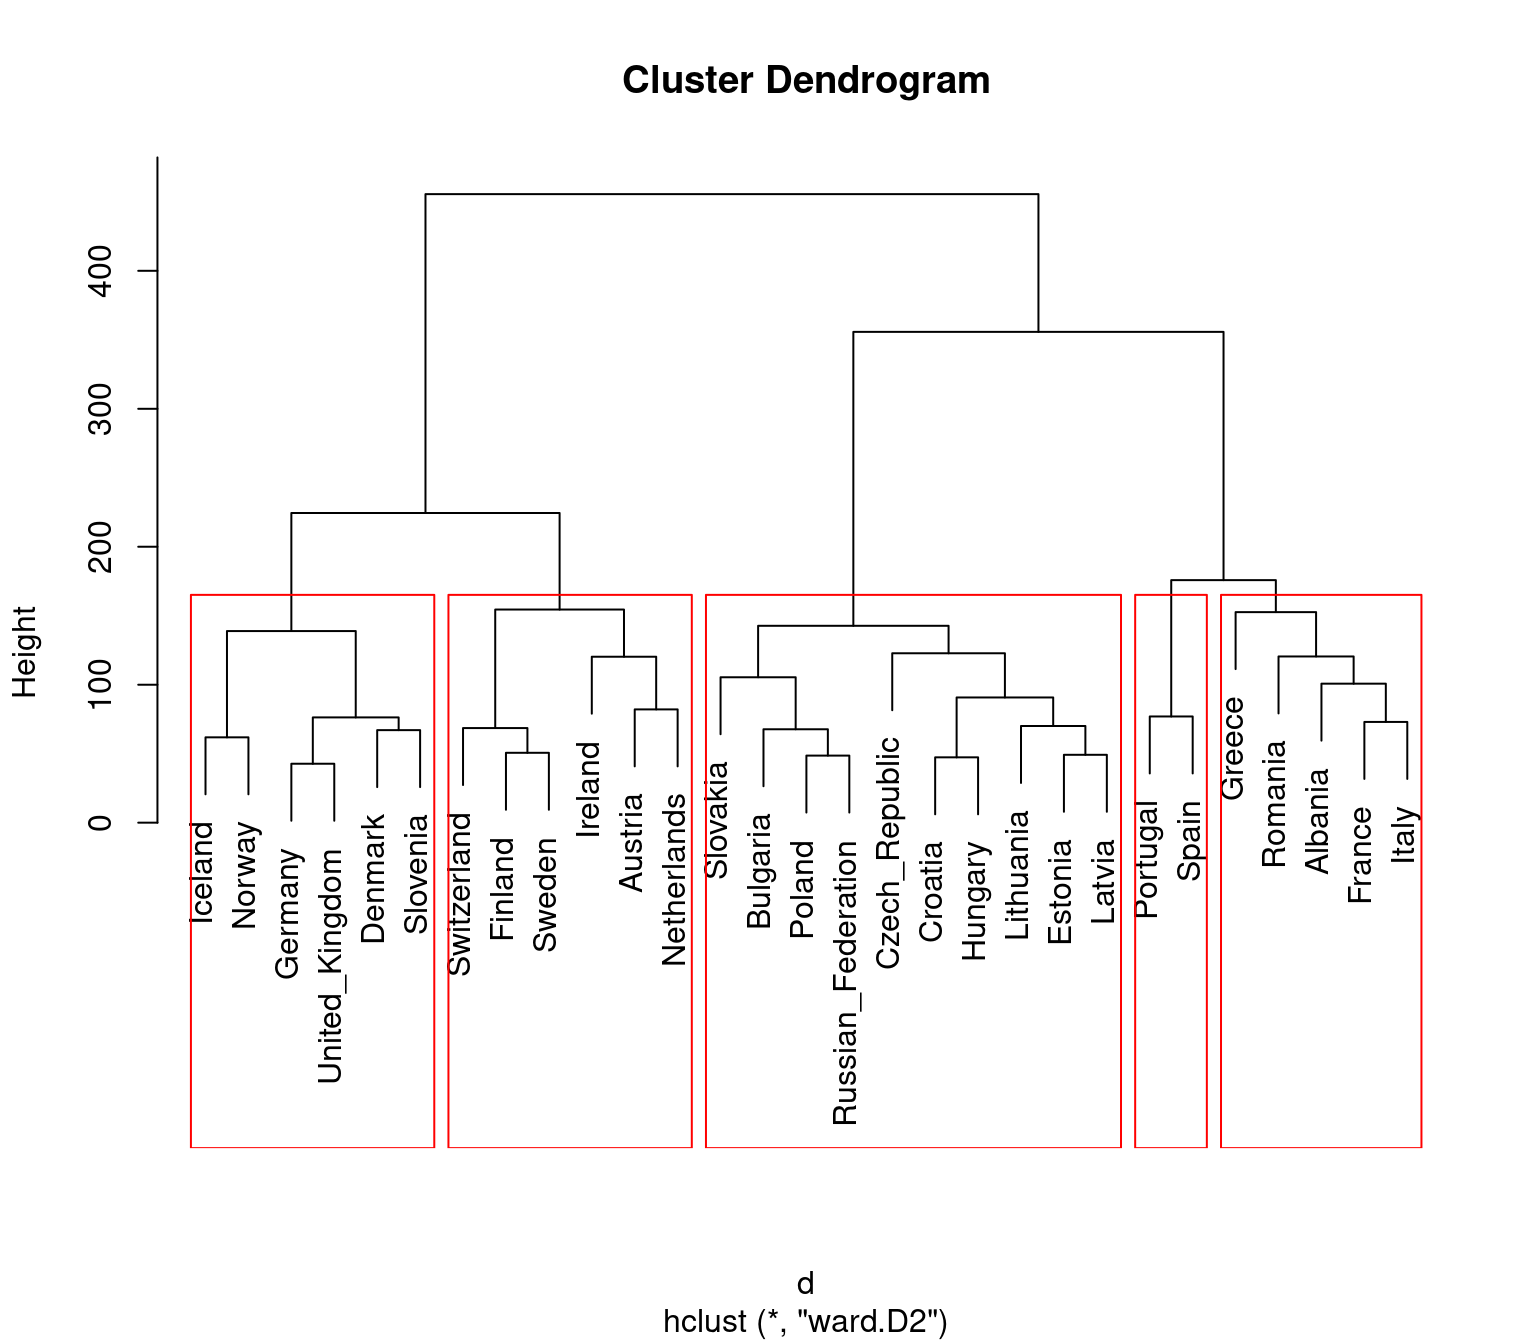 Cluster Dendrogram
Height
400
300
200
100
0
Iceland
Norway
Germany
United_Kingdom
Denmark
Slovenia
Switzerland
Finland
Sweden
Ireland
Austria
Netherlands
Slovakia
Bulgaria
Poland
Russian_Federation
Czech_Republic
Croatia
Hungary
Lithuania
Estonia
Latvia
Portugal
Spain
Greece
Romania
Albania
France
Italy
d
hclust (*, "ward.D2")